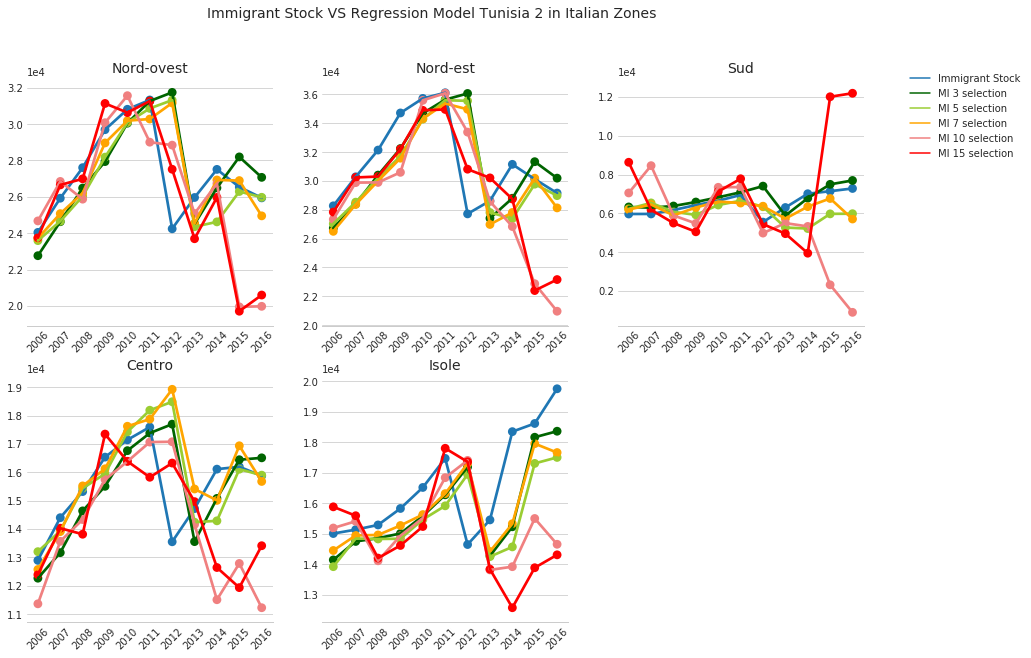 Immigrant Stock VS Regression Model Tunisia 2 in Italian Zones
Nord-ovest
1e4
3.2
3.0
2.8
2.6
2.4
2.2
2.0
2006 2007 2008 2009 2010 2011 2012 2013 2014 2015 2016
Nord-est
1e4
3.6
3.4
3.2
3.0
2.8
2.6
2.4
2.2
2.0
2006 2007 2008 2009 2010 2011 2012 2013 2014 2015 2016
Sud
1e4
1.2
1.0
0.8
0.6
0.4
0.2
2006 2007 2008 2009 2010 2011 2012 2013 2014 2015 2016
Immigrant Stock
MI 3 selection
MI 5 selection
MI 7 selection
MI 10 selection
MI 15 selection
Centro
1e4
1.9
1.8
1.7
1.6
1.5
1.4
1.3
1.2
1.1
2006 2007 2008 2009 2010 2011 2012 2013 2014 2015 2016
Isole
1e4
2.0
1.9
1.8
1.7
1.6
1.5
1.4
1.3
2006 2007 2008 2009 2010 2011 2012 2013 2014 2015 2016